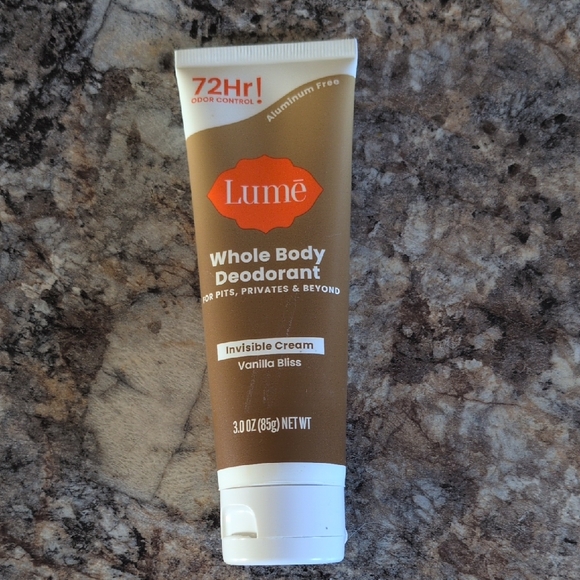 72Hr!
ODOR CONTROL
Aluminum Free
Lumē
Whole Body
Deodorant
FOR PITS, PRIVATES & BEYOND
Invisible Cream
Vanilla Bliss
3.0 OZ (85g) NET WT